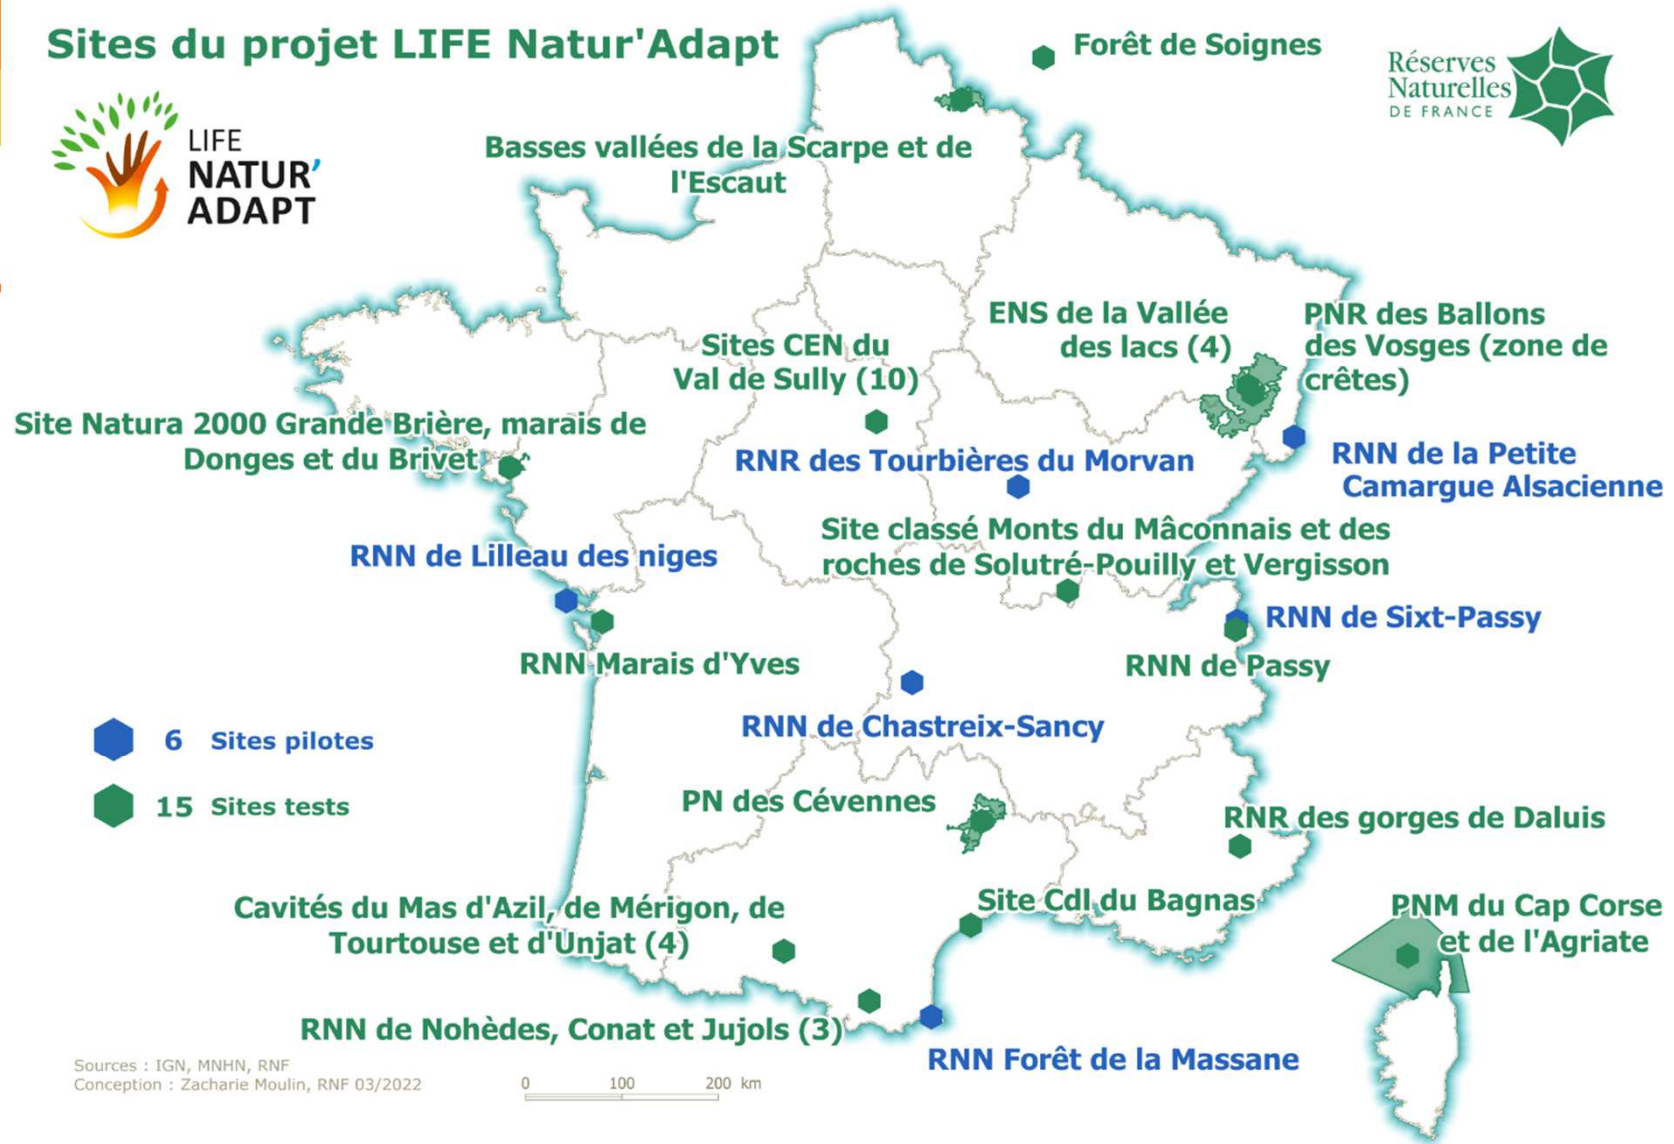 Sites du projet LIFE Natur'Adapt
LIFE
NATUR'
ADAPT
Réserves
Naturelles
DE FRANCE
Forêt de Soignes
Basses vallées de la Scarpe et de
l'Escaut
ENS de la Vallée
des lacs (4)
PNR des Ballons
des Vosges (zone de
crêtes)
Sites CEN du
Val de Sully (10)
Site Natura 2000 Grande Brière, marais de
Donges et du Brivet
RNR des Tourbières du Morvan
RNN de la Petite
Camargue Alsacienne
Site classé Monts du Mâconnais et des
roches de Solutré-Pouilly et Vergisson
RNN de Lilleau des niges
RNN de Sixt-Passy
RNN Marais d'Yves
RNN de Passy
RNN de Chastreix-Sancy
6 Sites pilotes
15 Sites tests
PN des Cévennes
RNR des gorges de Daluis
Cavités du Mas d'Azil, de Mérigon, de
Tourtouse et d'Unjat (4)
Site Cdl du Bagnas
PNM du Cap Corse
et de l'Agriate
RNN de Nohèdes, Conat et Jujols (3)
RNN Forêt de la Massane
Sources : IGN, MNHN, RNF
Conception : Zacharie Moulin, RNF 03/2022
0 100 200 km